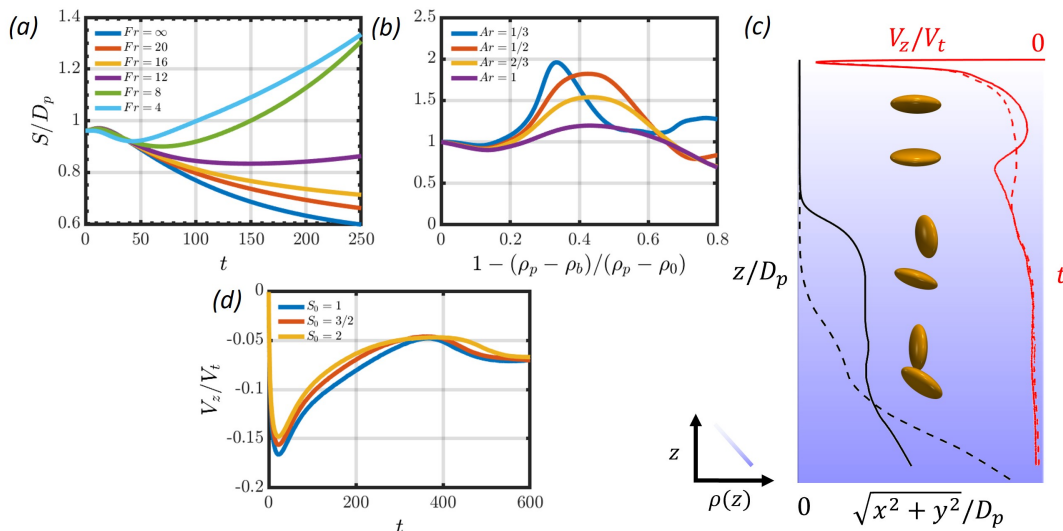 (a)
Fr = ∞
Fr = 20
Fr = 16
Fr = 12
Fr = 8
Fr = 4
1.4
1.2
1
0.8
0.6
S/D_p
0 50 100 150 200 250
t
(b)
Ar = 1/3
Ar = 1/2
Ar = 2/3
Ar = 1
2.5
2
1.5
1
0.5
0
0 0.2 0.4 0.6 0.8
1 − (ρ_p − ρ_b)/(ρ_p − ρ_0)
(c)
V_z/V_t 0
z/D_p
t
0 √x² + y²/D_p
z
ρ(z)
(d)
S_0 = 1
S_0 = 3/2
S_0 = 2
0
-0.05
-0.1
-0.15
-0.2
V_z/V_t
0 200 400 600
t